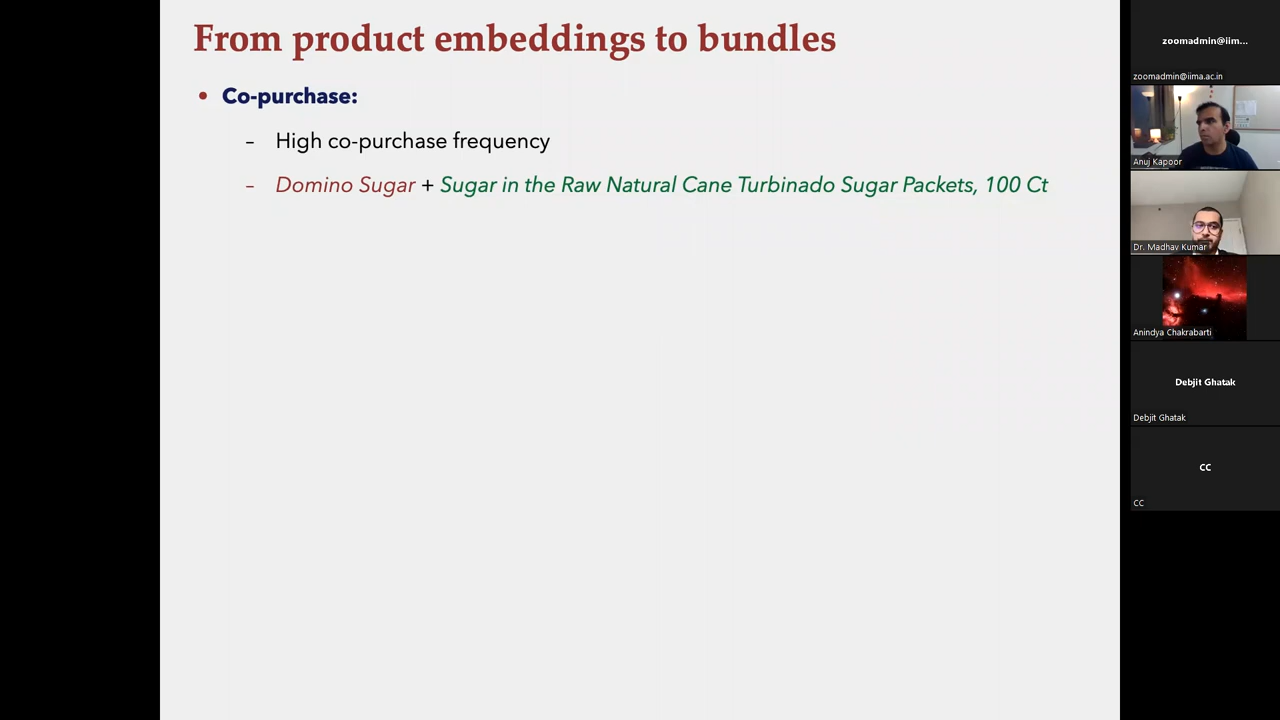 From product embeddings to bundles
• Co-purchase:
– High co-purchase frequency
– Domino Sugar + Sugar in the Raw Natural Cane Turbinado Sugar Packets, 100 Ct
zoomadmin@iim...
zoomadmin@iima.ac.in
Anuj Kapoor
Dr. Madhav Kumar
Anindya Chakrabarti
Debjit Ghatak
Debjit Ghatak
CC
CC